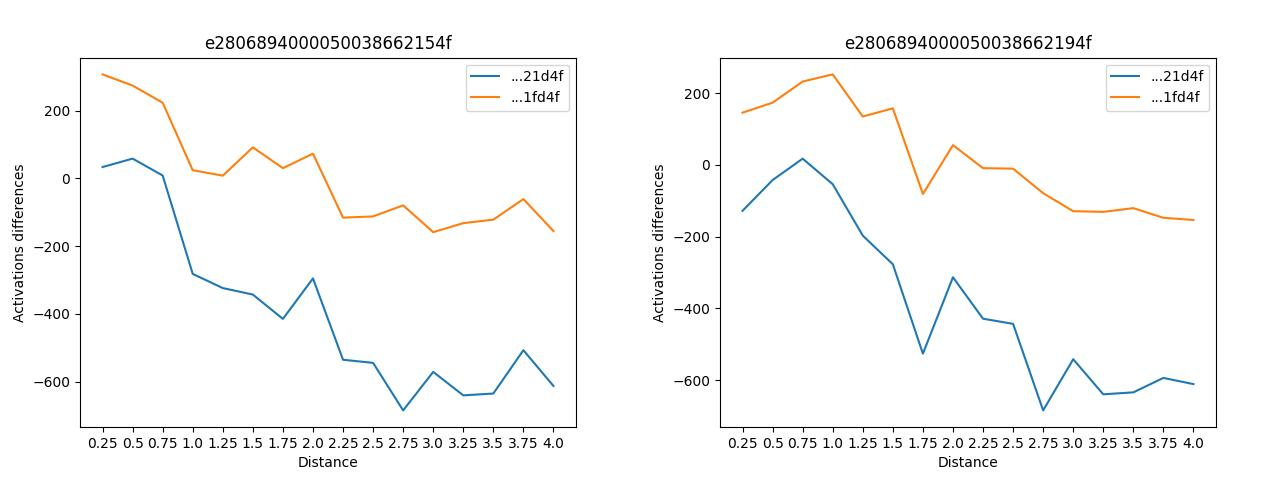 e2806894000050038662154f
...21d4f
...1fd4f
Activations differences
200
0
−200
−400
−600
0.25 0.5 0.75 1.0 1.25 1.5 1.75 2.0 2.25 2.5 2.75 3.0 3.25 3.5 3.75 4.0
Distance
e2806894000050038662194f
...21d4f
...1fd4f
Activations differences
200
0
−200
−400
−600
0.25 0.5 0.75 1.0 1.25 1.5 1.75 2.0 2.25 2.5 2.75 3.0 3.25 3.5 3.75 4.0
Distance